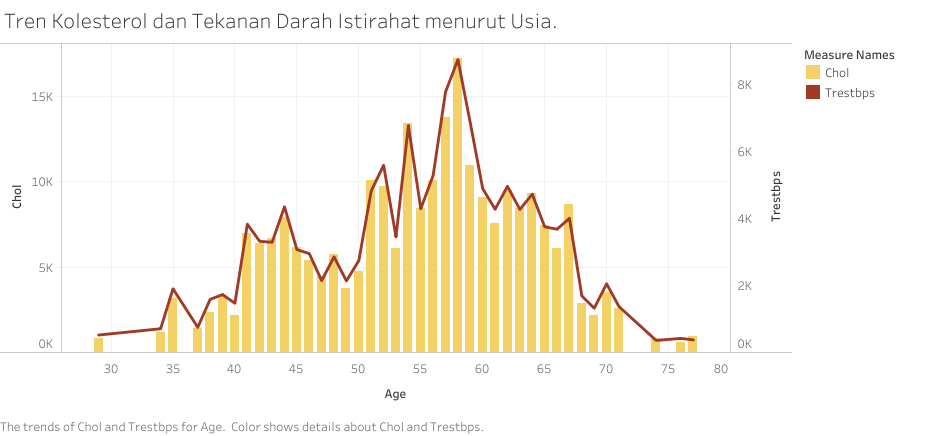 Tren Kolesterol dan Tekanan Darah Istirahat menurut Usia.
Measure Names
Chol
Trestbps
15K
10K
5K
0K
Chol
8K
6K
4K
2K
0K
Trestbps
30 35 40 45 50 55 60 65 70 75 80
Age
The trends of Chol and Trestbps for Age. Color shows details about Chol and Trestbps.